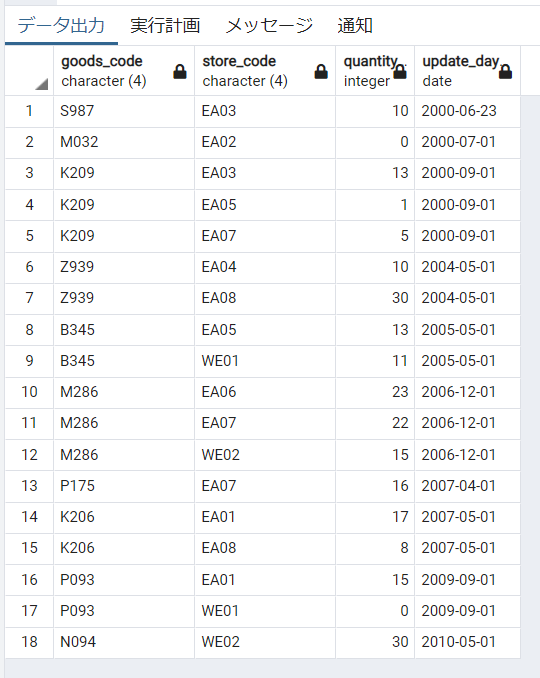 データ出力 実行計画 メッセージ 通知
goods_code store_code quantity update_day
character (4) character (4) integer date
1 S987 EA03 10 2000-06-23
2 M032 EA02 0 2000-07-01
3 K209 EA03 13 2000-09-01
4 K209 EA05 1 2000-09-01
5 K209 EA07 5 2000-09-01
6 Z939 EA04 10 2004-05-01
7 Z939 EA08 30 2004-05-01
8 B345 EA05 13 2005-05-01
9 B345 WE01 11 2005-05-01
10 M286 EA06 23 2006-12-01
11 M286 EA07 22 2006-12-01
12 M286 WE02 15 2006-12-01
13 P175 EA07 16 2007-04-01
14 K206 EA01 17 2007-05-01
15 K206 EA08 8 2007-05-01
16 P093 EA01 15 2009-09-01
17 P093 WE01 0 2009-09-01
18 N094 WE02 30 2010-05-01